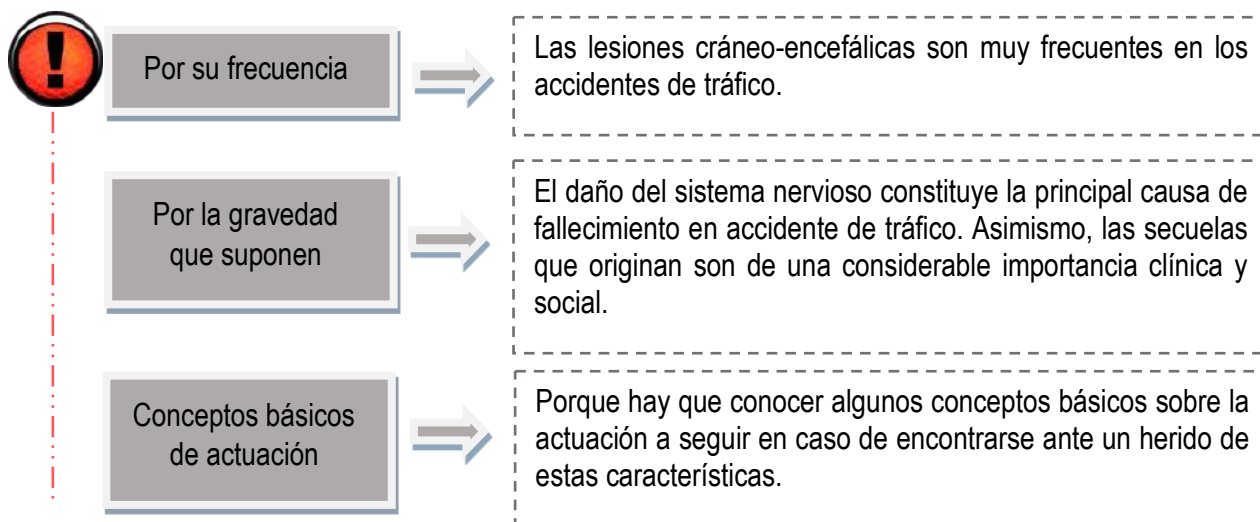 Por su frecuencia
Las lesiones cráneo-encefálicas son muy frecuentes en los
accidentes de tráfico.
Por la gravedad
que suponen
El daño del sistema nervioso constituye la principal causa de
fallecimiento en accidente de tráfico. Asimismo, las secuelas
que originan son de una considerable importancia clínica y
social.
Conceptos básicos
de actuación
Porque hay que conocer algunos conceptos básicos sobre la
actuación a seguir en caso de encontrarse ante un herido de
estas características.